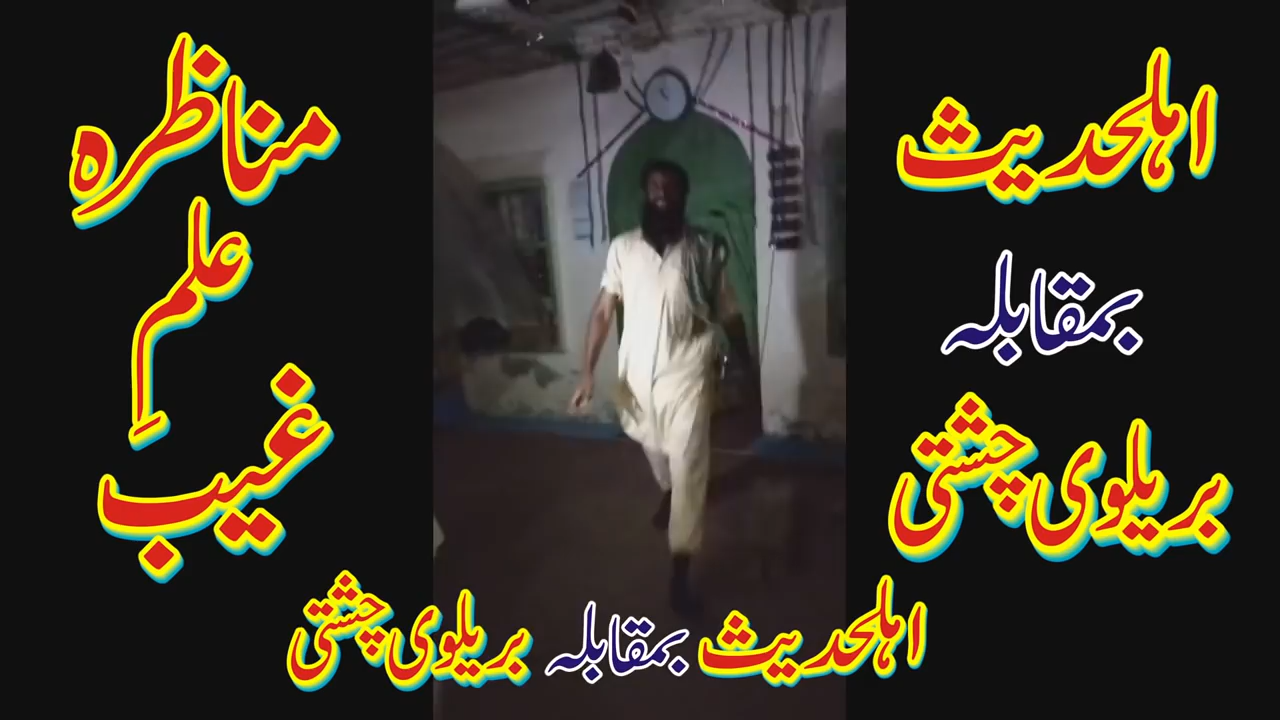 مناظرہ
علمِ
غیب
اہلحدیث
بمقابلہ
بریلوی چشتی
اہلحدیث بمقابلہ بریلوی چشتی